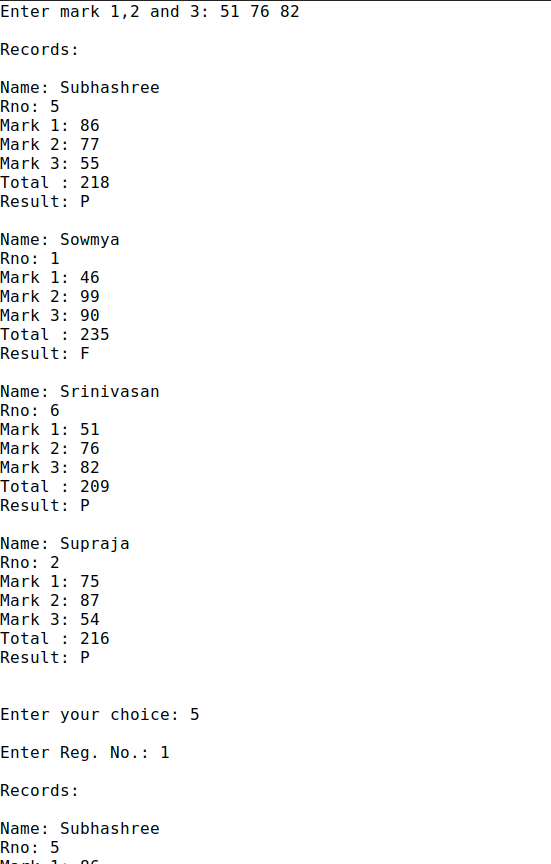 Enter mark 1,2 and 3: 51 76 82
Records:
Name: Subhashree
Rno: 5
Mark 1: 86
Mark 2: 77
Mark 3: 55
Total : 218
Result: P
Name: Sowmya
Rno: 1
Mark 1: 46
Mark 2: 99
Mark 3: 90
Total : 235
Result: F
Name: Srinivasan
Rno: 6
Mark 1: 51
Mark 2: 76
Mark 3: 82
Total : 209
Result: P
Name: Supraja
Rno: 2
Mark 1: 75
Mark 2: 87
Mark 3: 54
Total : 216
Result: P
Enter your choice: 5
Enter Reg. No.: 1
Records:
Name: Subhashree
Rno: 5
Mark 1: 86